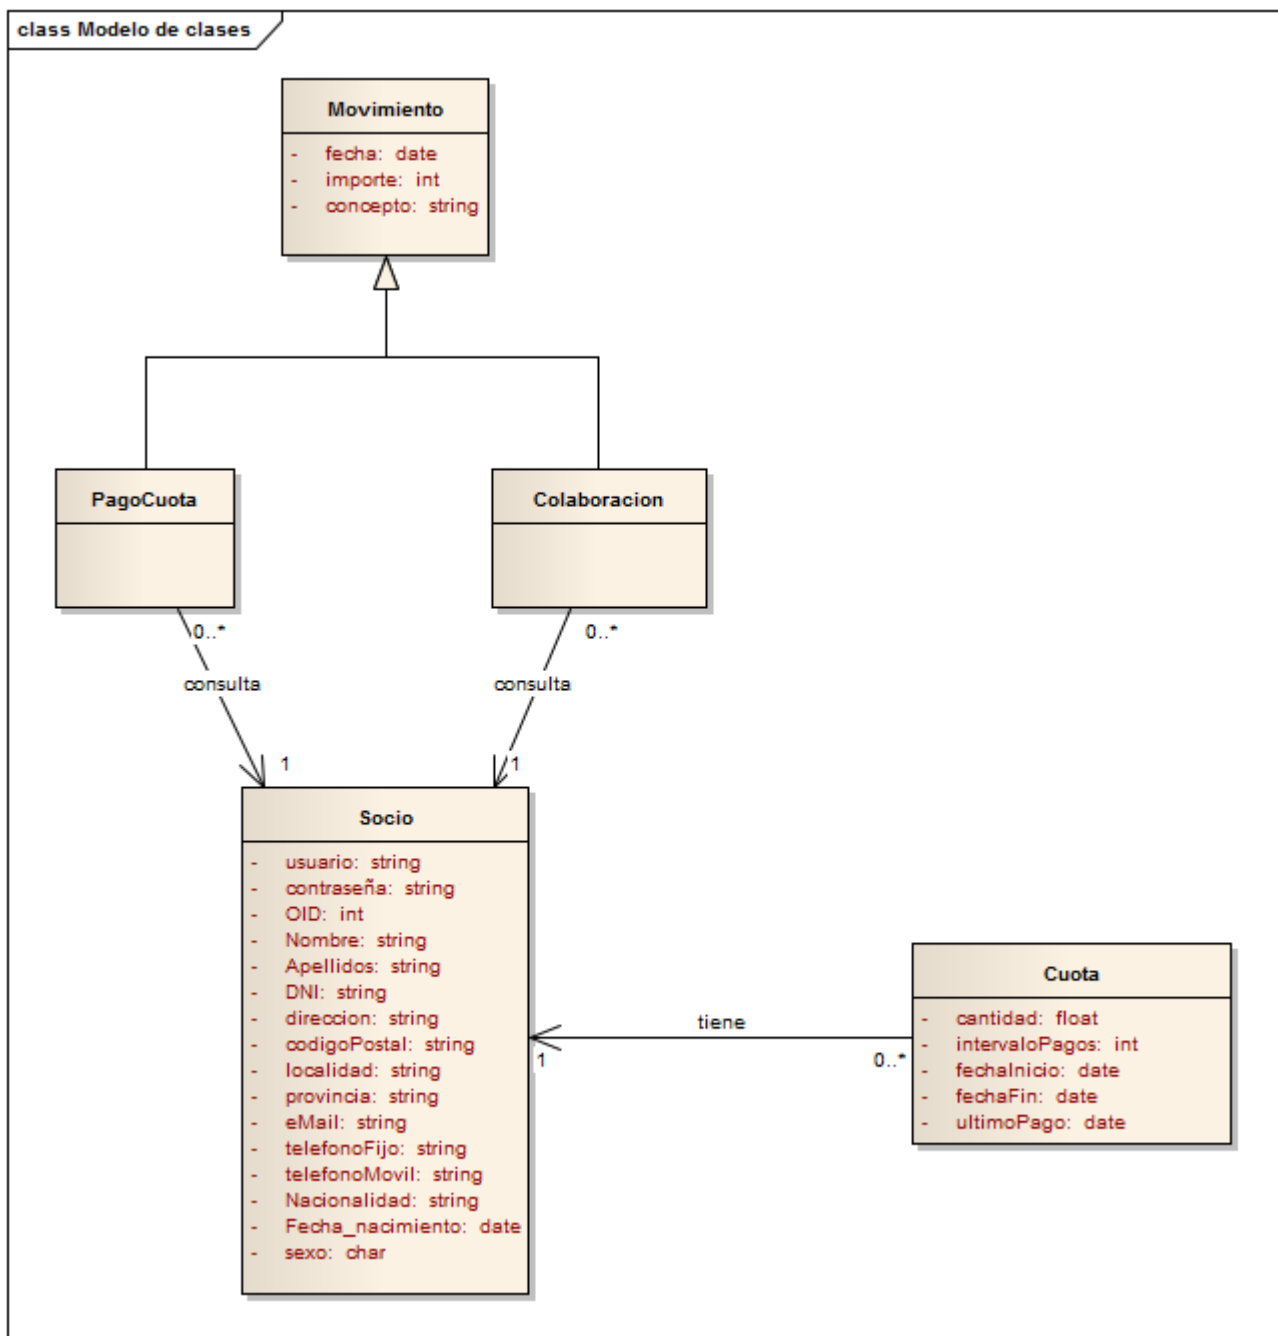 class Modelo de clases
Movimiento
- fecha: date
- importe: int
- concepto: string
PagoCuota
Colaboracion
0..*
0..*
consulta
consulta
1
1
Socio
- usuario: string
- contraseña: string
- OID: int
- Nombre: string
- Apellidos: string
- DNI: string
- direccion: string
- codigoPostal: string
- localidad: string
- provincia: string
- eMail: string
- telefonoFijo: string
- telefonoMovil: string
- Nacionalidad: string
- Fecha_nacimiento: date
- sexo: char
tiene
1
0..*
Cuota
- cantidad: float
- intervaloPagos: int
- fechaInicio: date
- fechaFin: date
- ultimoPago: date